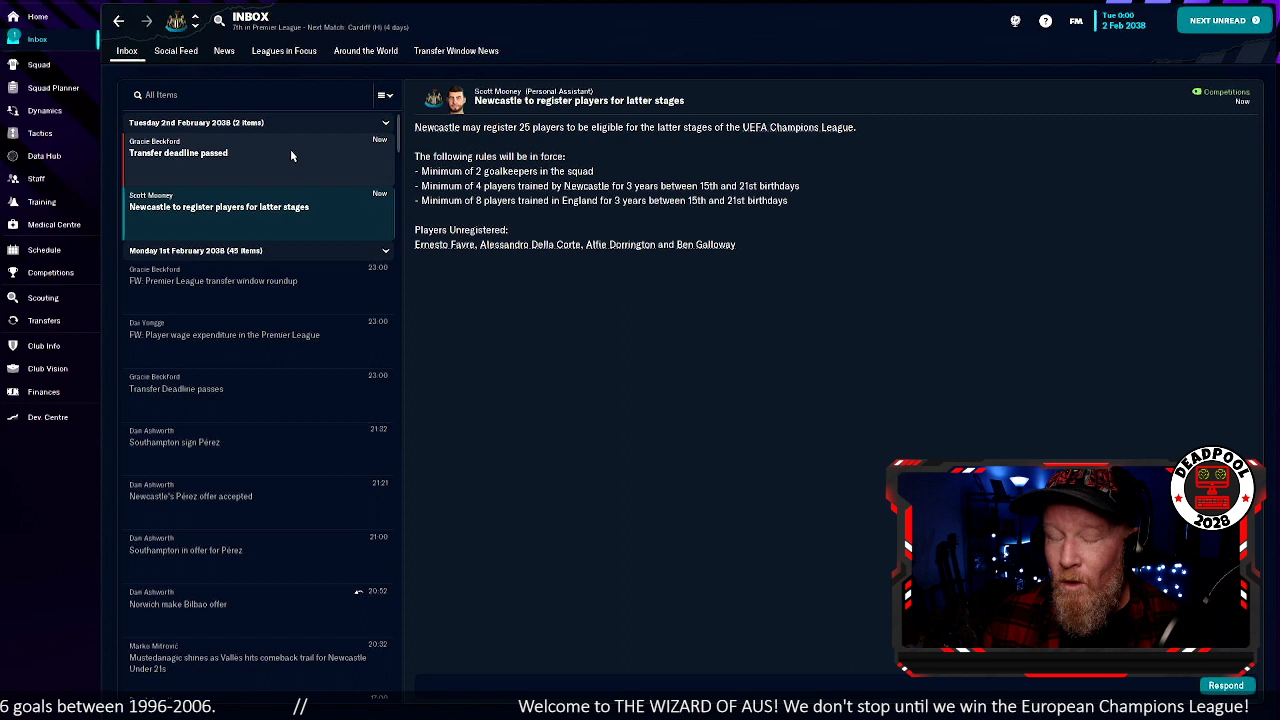 INBOX
7th in Premier League - Next Match: Cardiff (H) (4 days)
FM
Tue 0:00
2 Feb 2038
NEXT UNREAD
Home
Inbox
Squad
Squad Planner
Dynamics
Tactics
Data Hub
Staff
Training
Medical Centre
Schedule
Competitions
Scouting
Transfers
Club Info
Club Vision
Finances
Dev. Centre
Inbox
Social Feed
News
Leagues in Focus
Around the World
Transfer Window News
All Items
Tuesday 2nd February 2038 (2 Items)
Gracie Beckford
Now
Transfer deadline passed
Scott Mooney
Now
Newcastle to register players for latter stages
Monday 1st February 2038 (45 Items)
Gracie Beckford
23:00
FW: Premier League transfer window roundup
Dai Yongge
23:00
FW: Player wage expenditure in the Premier League
Gracie Beckford
23:00
Transfer Deadline passes
Dan Ashworth
21:32
Southampton sign Pérez
Dan Ashworth
21:21
Newcastle's Pérez offer accepted
Dan Ashworth
21:00
Southampton in offer for Pérez
Dan Ashworth
20:52
Norwich make Bilbao offer
Marko Mitrović
20:32
Mustedanagic shines as Vallès hits comeback trail for Newcastle
Under 21s
Scott Mooney (Personal Assistant)
Newcastle to register players for latter stages
Competitions
Now
Newcastle may register 25 players to be eligible for the latter stages of the UEFA Champions League.
The following rules will be in force:
- Minimum of 2 goalkeepers in the squad
- Minimum of 4 players trained by Newcastle for 3 years between 15th and 21st birthdays
- Minimum of 8 players trained in England for 3 years between 15th and 21st birthdays
Players Unregistered:
Ernesto Favre, Alessandro Della Corte, Alfie Dorrington and Ben Galloway
DEADPOOL
2028
Respond
6 goals between 1996-2006. // Welcome to THE WIZARD OF AUS! We don't stop until we win the European Champions League!